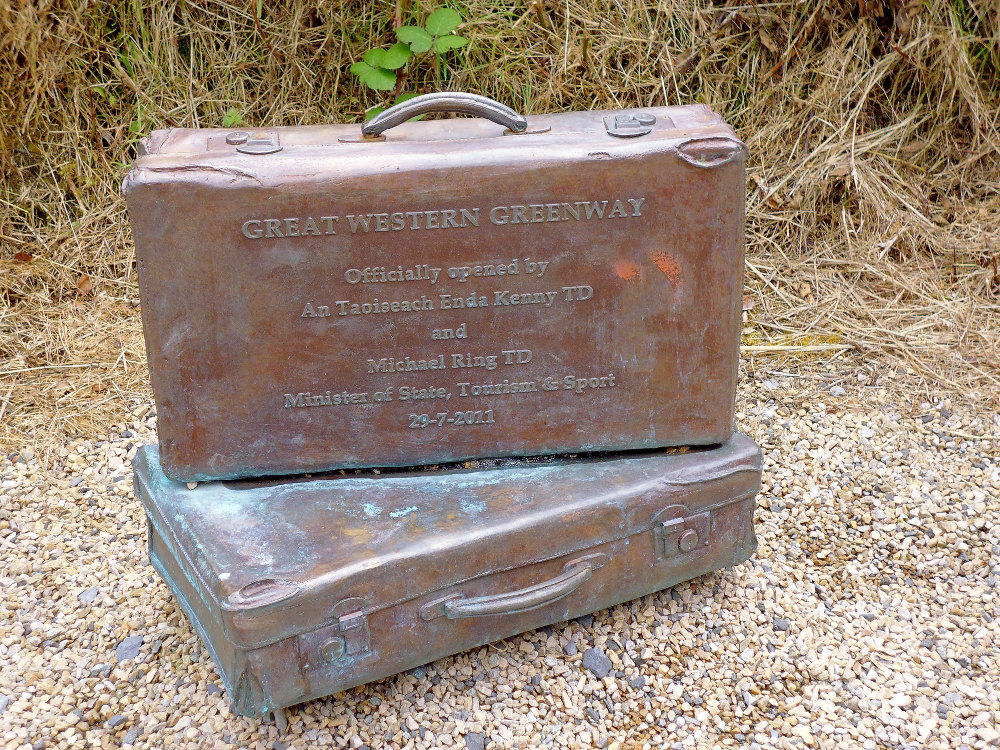 GREAT WESTERN GREENWAY
Officially opened by
An Taoiseach Enda Kenny TD
and
Michael Ring TD
Minister of State, Tourism & Sport
29-7-2011